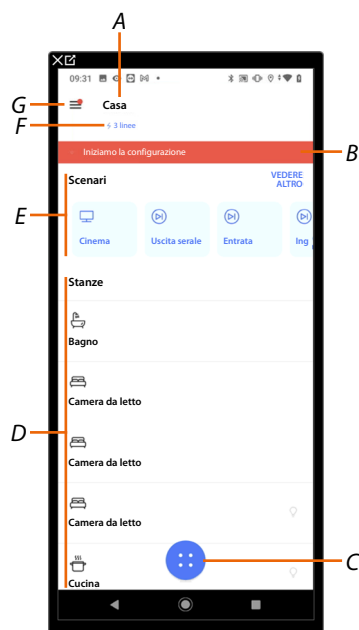 A
09:31
G
Casa
F
3 linee
Iniziamo la configurazione
B
Scenari
VEDERE
ALTRO
E
Cinema
Uscita serale
Entrata
Ing
Stanze
Bagno
Camera da letto
D
Camera da letto
Camera da letto
C
Cucina